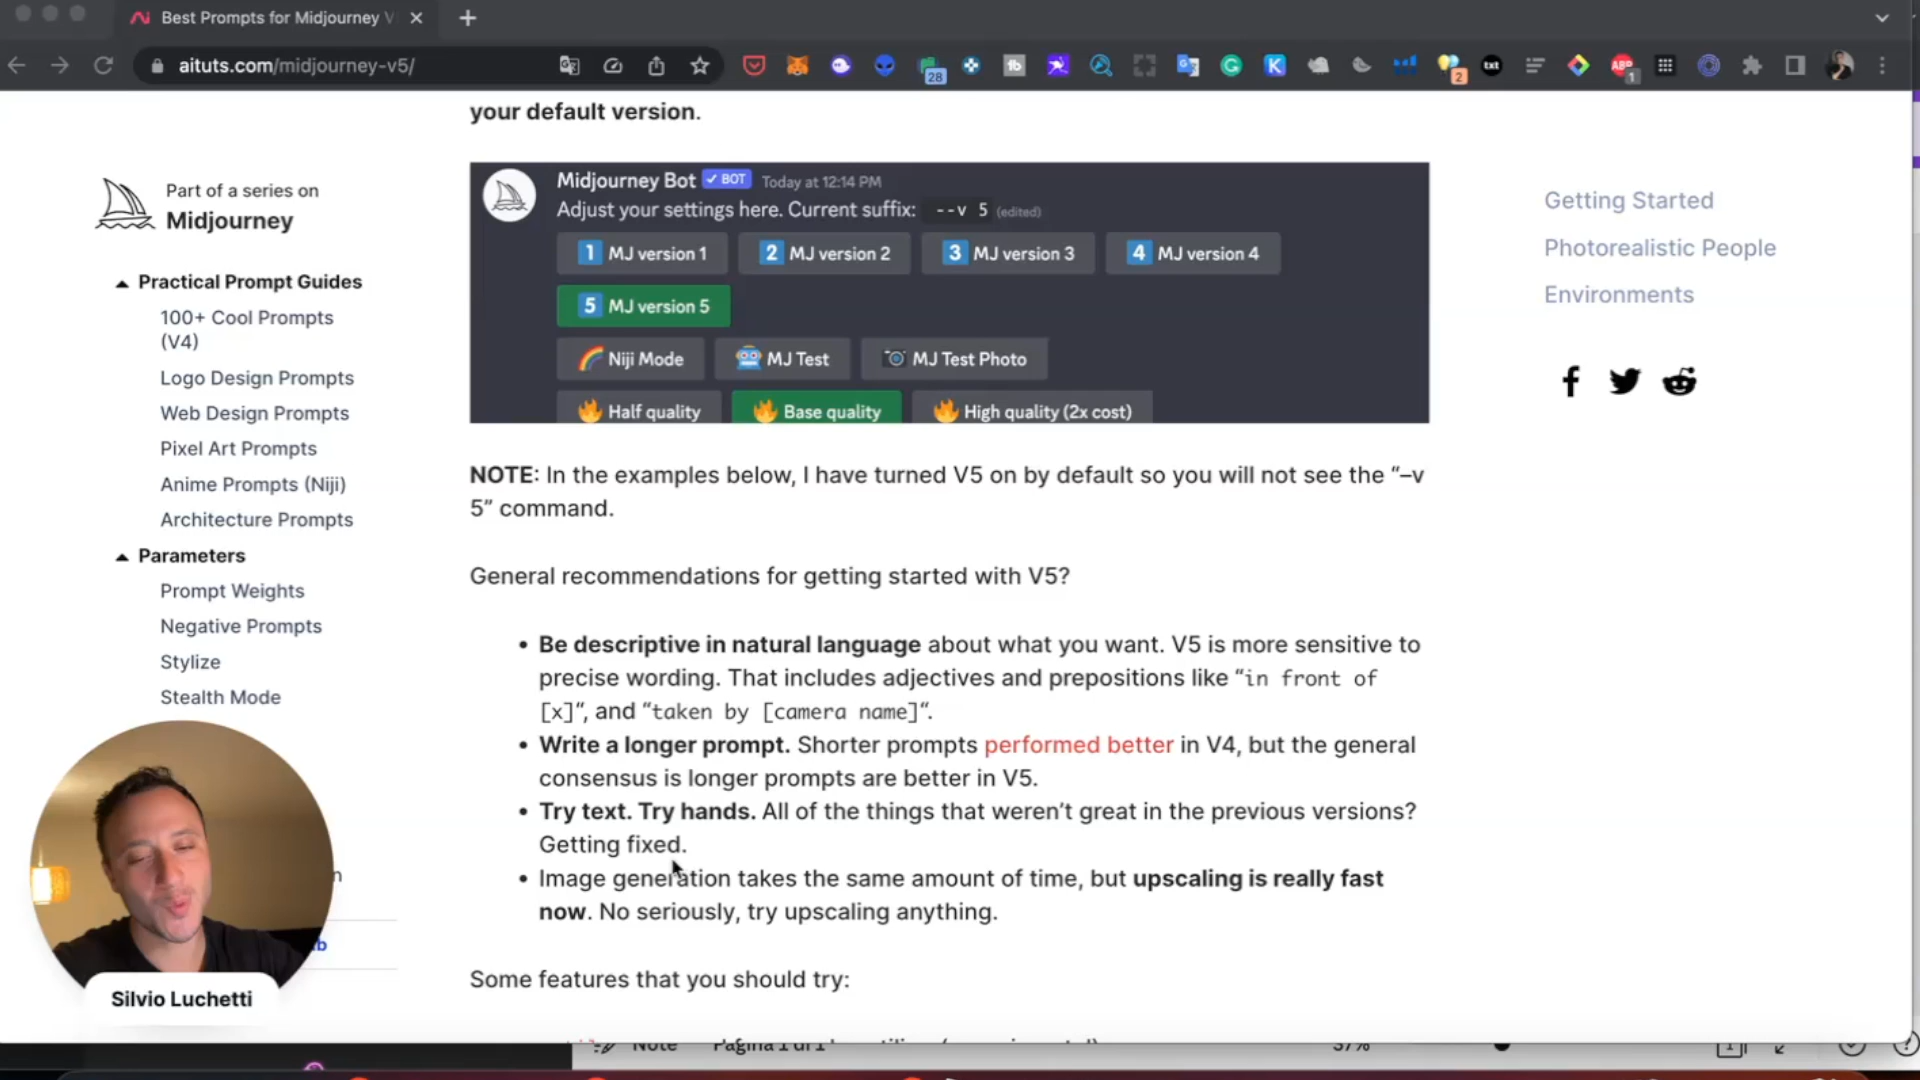 Best Prompts for Midjourney V
aituts.com/midjourney-v5/
28
2
txt
ABP
1
your default version.
Part of a series on
Midjourney
Practical Prompt Guides
100+ Cool Prompts
(V4)
Logo Design Prompts
Web Design Prompts
Pixel Art Prompts
Anime Prompts (Niji)
Architecture Prompts
Parameters
Prompt Weights
Negative Prompts
Stylize
Stealth Mode
Midjourney Bot ✓ BOT Today at 12:14 PM
Adjust your settings here. Current suffix: --v 5 (edited)
1 MJ version 1 2 MJ version 2 3 MJ version 3 4 MJ version 4
5 MJ version 5
Niji Mode MJ Test MJ Test Photo
Half quality Base quality High quality (2x cost)
NOTE: In the examples below, I have turned V5 on by default so you will not see the “–v
5” command.
General recommendations for getting started with V5?
• Be descriptive in natural language about what you want. V5 is more sensitive to
precise wording. That includes adjectives and prepositions like “in front of
[x]“, and “taken by [camera name]“.
• Write a longer prompt. Shorter prompts performed better in V4, but the general
consensus is longer prompts are better in V5.
• Try text. Try hands. All of the things that weren’t great in the previous versions?
Getting fixed.
• Image generation takes the same amount of time, but upscaling is really fast
now. No seriously, try upscaling anything.
Some features that you should try:
Getting Started
Photorealistic People
Environments
Silvio Luchetti
Note Pagina 1 di 1 37%